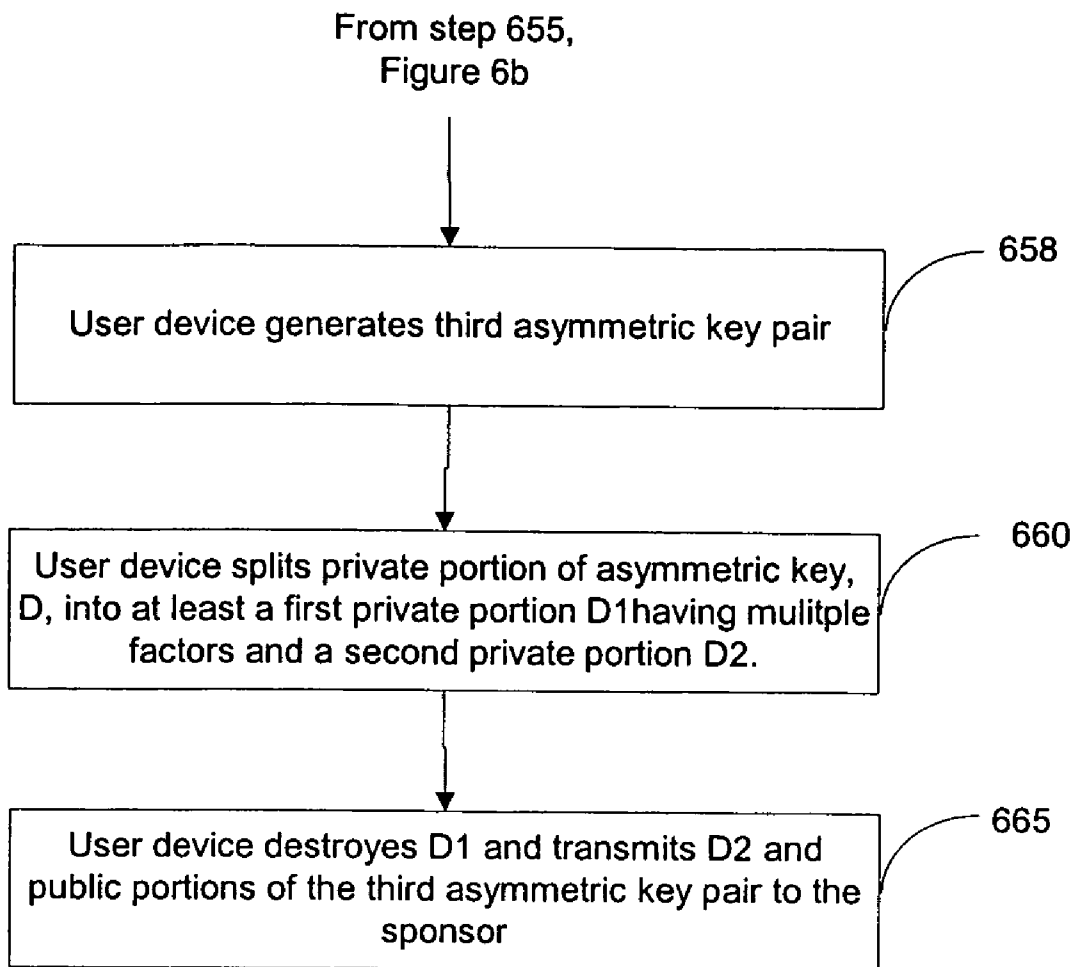 From step 655,
Figure 6b
658
User device generates third asymmetric key pair
660
User device splits private portion of asymmetric key,
D, into at least a first private portion D1having mulitple
factors and a second private portion D2.
665
User device destroyes D1 and transmits D2 and
public portions of the third asymmetric key pair to the
sponsor